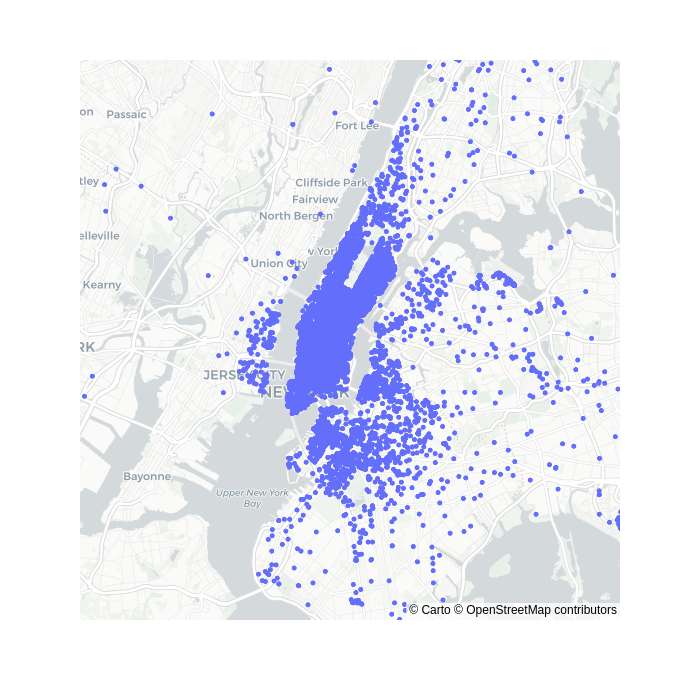 on
Passaic
Fort Lee
tley
Cliffside Park
Fairview
North Bergen
elleville
w York
Union City
Kearny
RK
JERSEY CITY
NEW YORK
Bayonne
Upper New York
Bay
© Carto © OpenStreetMap contributors